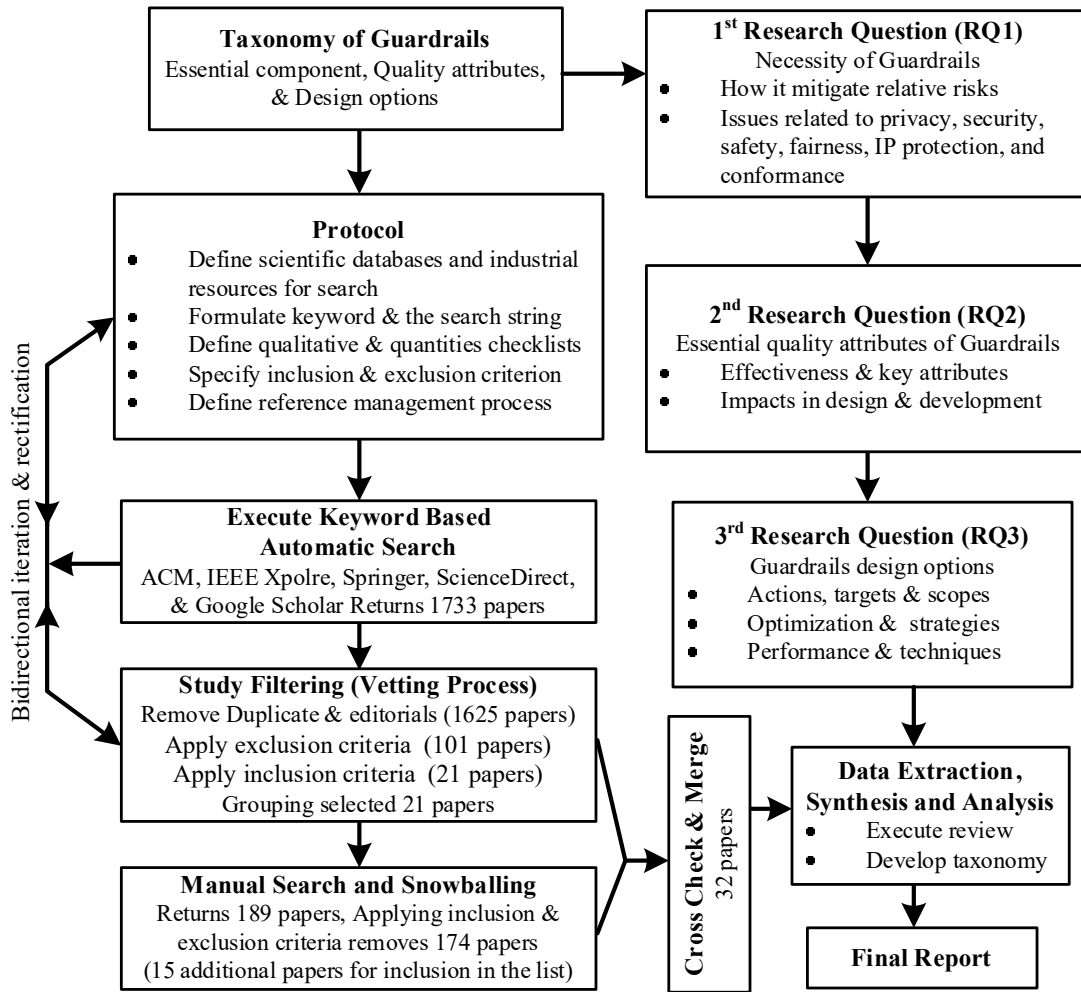 Taxonomy of Guardrails
Essential component, Quality attributes,
& Design options
1st Research Question (RQ1)
Necessity of Guardrails
• How it mitigate relative risks
• Issues related to privacy, security,
safety, fairness, IP protection, and
conformance
Protocol
• Define scientific databases and industrial
resources for search
• Formulate keyword & the search string
• Define qualitative & quantities checklists
• Specify inclusion & exclusion criterion
• Define reference management process
2nd Research Question (RQ2)
Essential quality attributes of Guardrails
• Effectiveness & key attributes
• Impacts in design & development
Bidirectional iteration & rectification
Execute Keyword Based
Automatic Search
ACM, IEEE Xpolre, Springer, ScienceDirect,
& Google Scholar Returns 1733 papers
3rd Research Question (RQ3)
Guardrails design options
• Actions, targets & scopes
• Optimization & strategies
• Performance & techniques
Study Filtering (Vetting Process)
Remove Duplicate & editorials (1625 papers)
Apply exclusion criteria (101 papers)
Apply inclusion criteria (21 papers)
Grouping selected 21 papers
Manual Search and Snowballing
Returns 189 papers, Applying inclusion &
exclusion criteria removes 174 papers
(15 additional papers for inclusion in the list)
Cross Check & Merge
32 papers
Data Extraction,
Synthesis and Analysis
• Execute review
• Develop taxonomy
Final Report